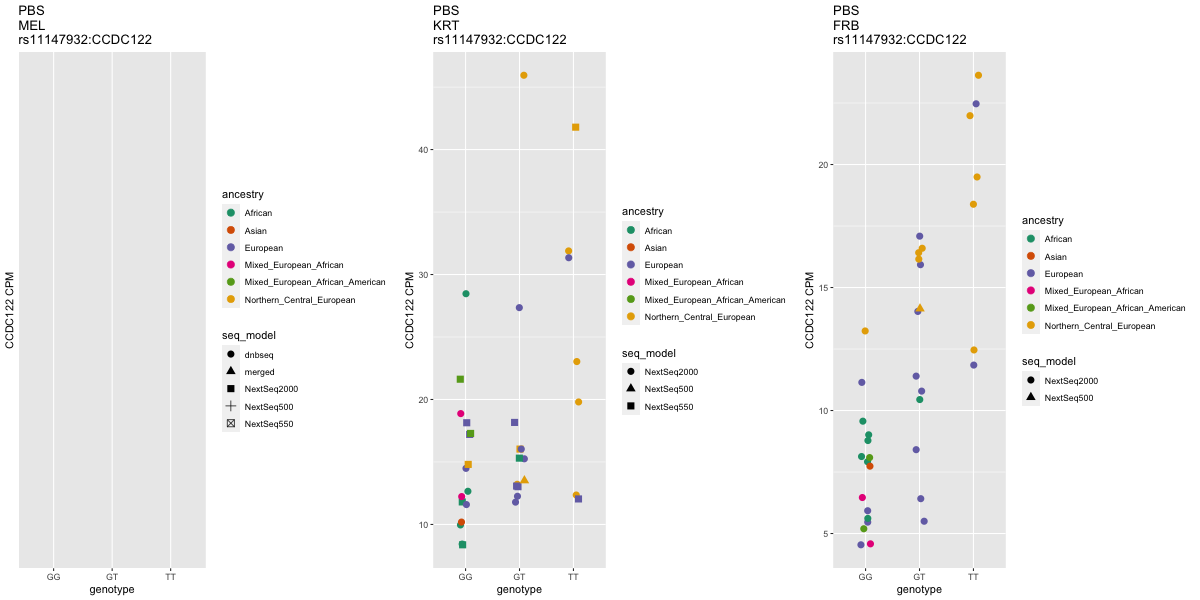 PBS
MEL
rs11147932:CCDC122
CCDC122 CPM
GG
GT
TT
genotype
ancestry
African
Asian
European
Mixed_European_African
Mixed_European_African_American
Northern_Central_European
seq_model
dnbseq
merged
NextSeq2000
NextSeq500
NextSeq550
PBS
KRT
rs11147932:CCDC122
CCDC122 CPM
40
30
20
10
GG
GT
TT
genotype
ancestry
African
Asian
European
Mixed_European_African
Mixed_European_African_American
Northern_Central_European
seq_model
NextSeq2000
NextSeq500
NextSeq550
PBS
FRB
rs11147932:CCDC122
CCDC122 CPM
20
15
10
5
GG
GT
TT
genotype
ancestry
African
Asian
European
Mixed_European_African
Mixed_European_African_American
Northern_Central_European
seq_model
NextSeq2000
NextSeq500